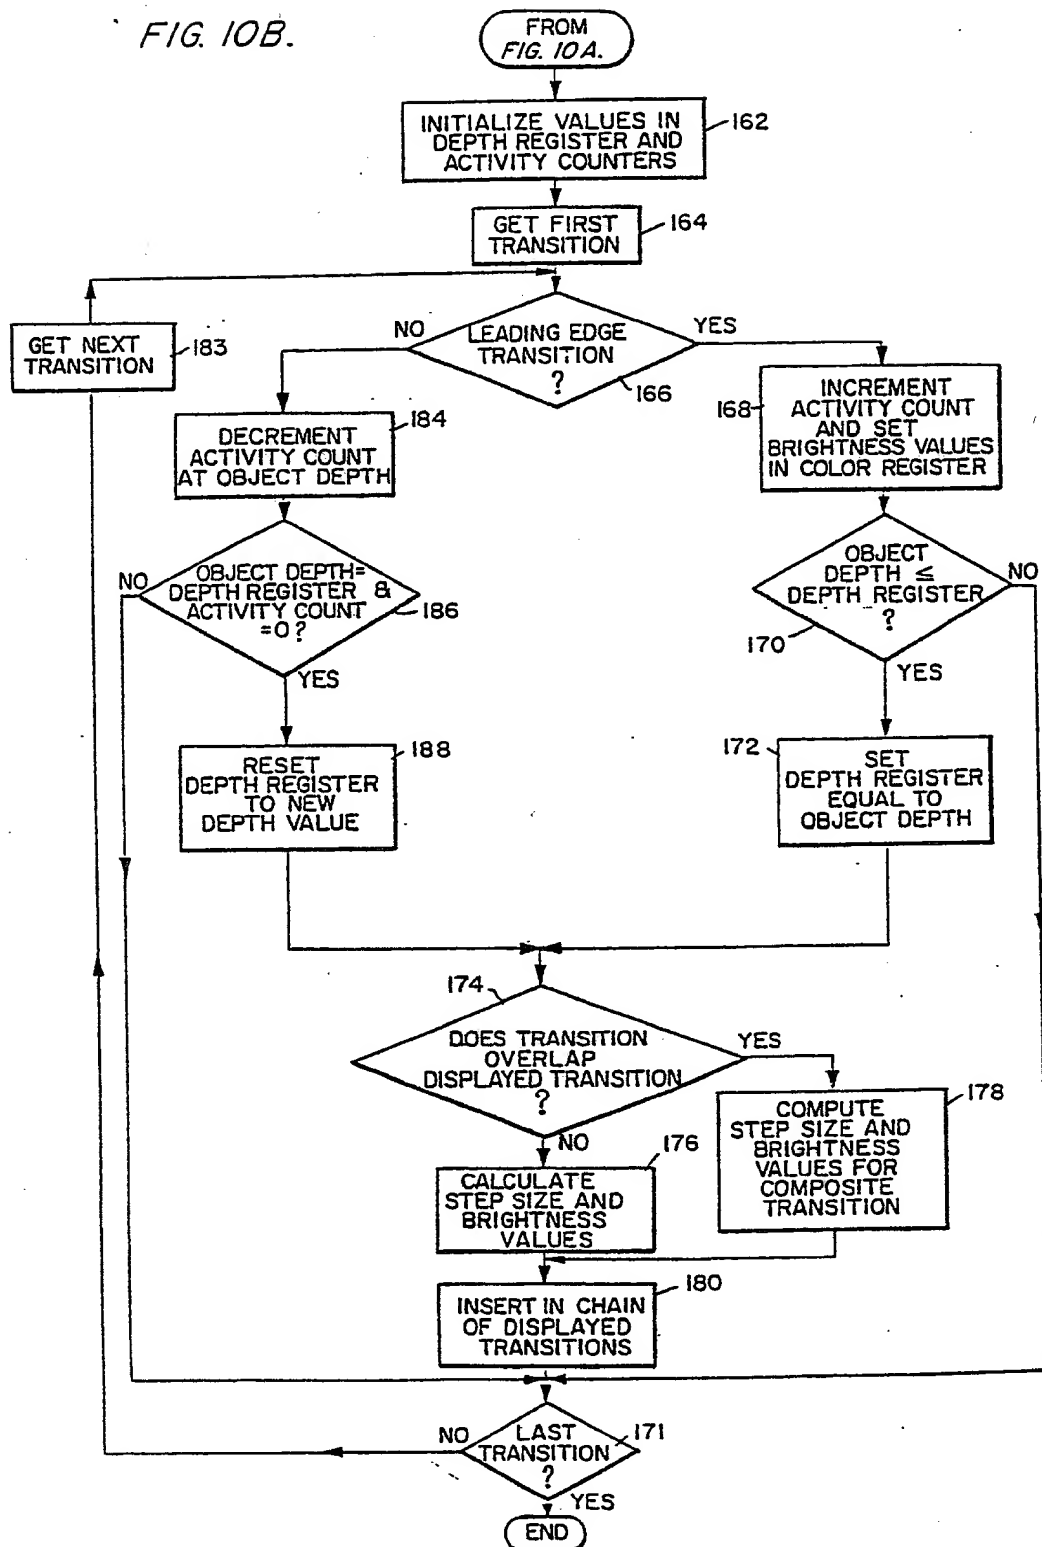 FIG. 10B.
FROM
FIG. 10A.
INITIALIZE VALUES IN
DEPTH REGISTER AND
ACTIVITY COUNTERS
162
GET FIRST
TRANSITION
164
GET NEXT
TRANSITION
183
NO
LEADING EDGE
TRANSITION
?
166
YES
184
DECREMENT
ACTIVITY COUNT
AT OBJECT DEPTH
168
INCREMENT
ACTIVITY COUNT
AND SET
BRIGHTNESS VALUES
IN COLOR REGISTER
NO
OBJECT DEPTH=
DEPTH REGISTER &
ACTIVITY COUNT
=0?
186
YES
OBJECT
DEPTH ≤
DEPTH REGISTER
?
NO
170
YES
188
RESET
DEPTH REGISTER
TO NEW
DEPTH VALUE
172
SET
DEPTH REGISTER
EQUAL TO
OBJECT DEPTH
174
DOES TRANSITION
OVERLAP
DISPLAYED TRANSITION
?
YES
NO
176
CALCULATE
STEP SIZE AND
BRIGHTNESS
VALUES
178
COMPUTE
STEP SIZE AND
BRIGHTNESS
VALUES FOR
COMPOSITE
TRANSITION
180
INSERT IN CHAIN
OF DISPLAYED
TRANSITIONS
NO
LAST
TRANSITION
?
171
YES
END